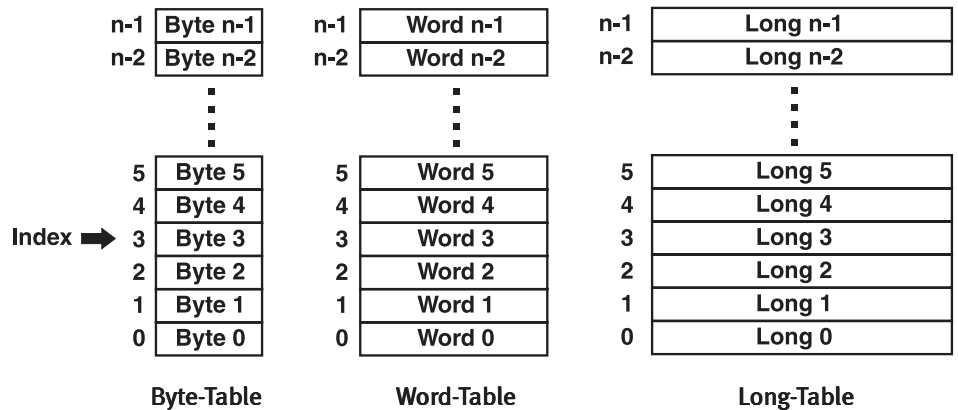 n-1 Byte n-1 n-1 Word n-1 n-1 Long n-1
n-2 Byte n-2 n-2 Word n-2 n-2 Long n-2
5 Byte 5 5 Word 5 5 Long 5
4 Byte 4 4 Word 4 4 Long 4
Index 3 Byte 3 3 Word 3 3 Long 3
2 Byte 2 2 Word 2 2 Long 2
1 Byte 1 1 Word 1 1 Long 1
0 Byte 0 0 Word 0 0 Long 0
Byte-Table Word-Table Long-Table